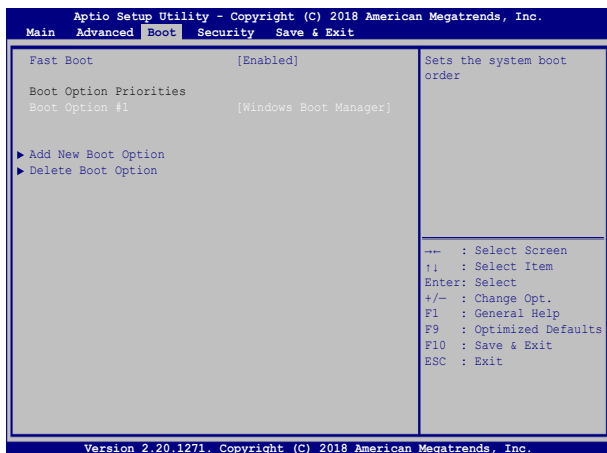 Aptio Setup Utility - Copyright (C) 2018 American Megatrends, Inc.
Main Advanced Boot Security Save & Exit
Fast Boot [Enabled]
Boot Option Priorities
Boot Option #1 [Windows Boot Manager]
▶ Add New Boot Option
▶ Delete Boot Option
Sets the system boot
order
→← : Select Screen
↑↓ : Select Item
Enter: Select
+/— : Change Opt.
F1 : General Help
F9 : Optimized Defaults
F10 : Save & Exit
ESC : Exit
Version 2.20.1271. Copyright (C) 2018 American Megatrends, Inc.